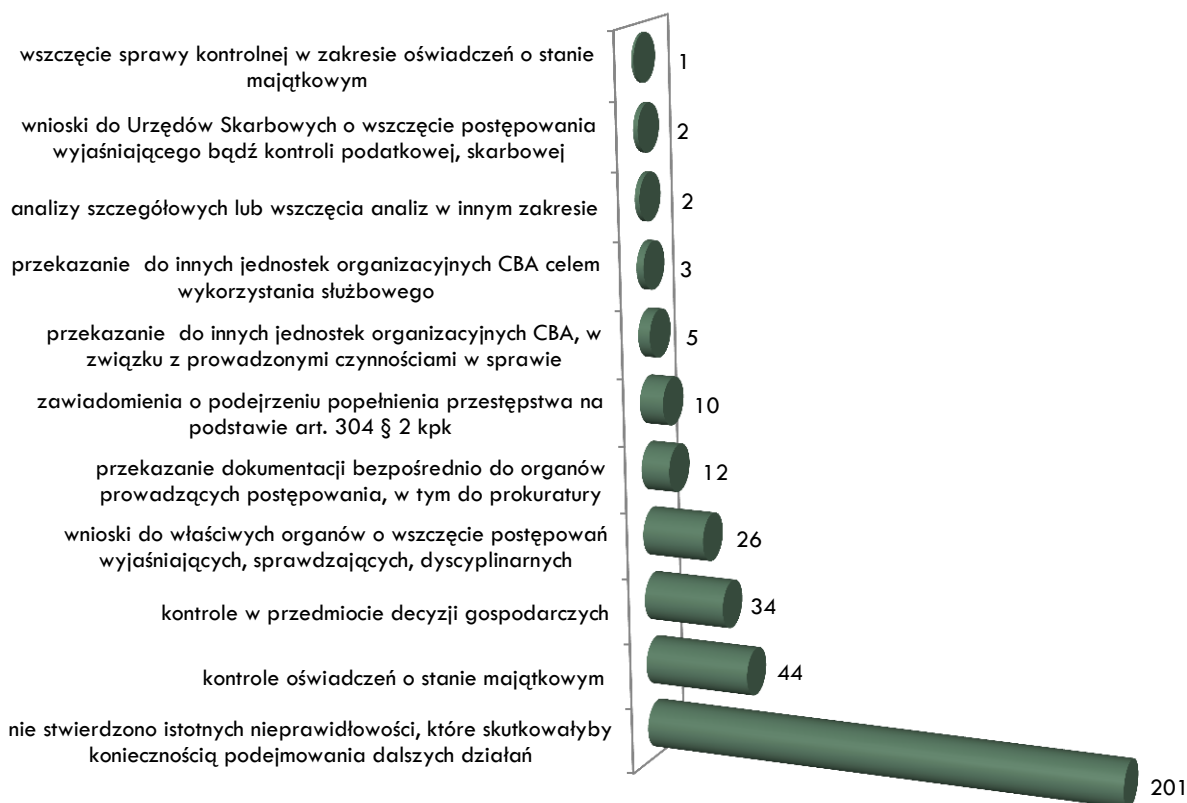 wszczęcie sprawy kontrolnej w zakresie oświadczeń o stanie
majątkowym
1
wnioski do Urzędów Skarbowych o wszczęcie postępowania
wyjaśniającego bądź kontroli podatkowej, skarbowej
2
analizy szczegółowych lub wszczęcia analiz w innym zakresie
2
przekazanie do innych jednostek organizacyjnych CBA celem
wykorzystania służbowego
3
przekazanie do innych jednostek organizacyjnych CBA, w
związku z prowadzonymi czynnościami w sprawie
5
zawiadomienia o podejrzeniu popełnienia przestępstwa na
podstawie art. 304 § 2 kpk
10
przekazanie dokumentacji bezpośrednio do organów
prowadzących postępowania, w tym do prokuratury
12
wnioski do właściwych organów o wszczęcie postępowań
wyjaśniających, sprawdzających, dyscyplinarnych
26
kontrole w przedmiocie decyzji gospodarczych
34
kontrole oświadczeń o stanie majątkowym
44
nie stwierdzono istotnych nieprawidłowości, które skutkowałyby
koniecznością podejmowania dalszych działań
201